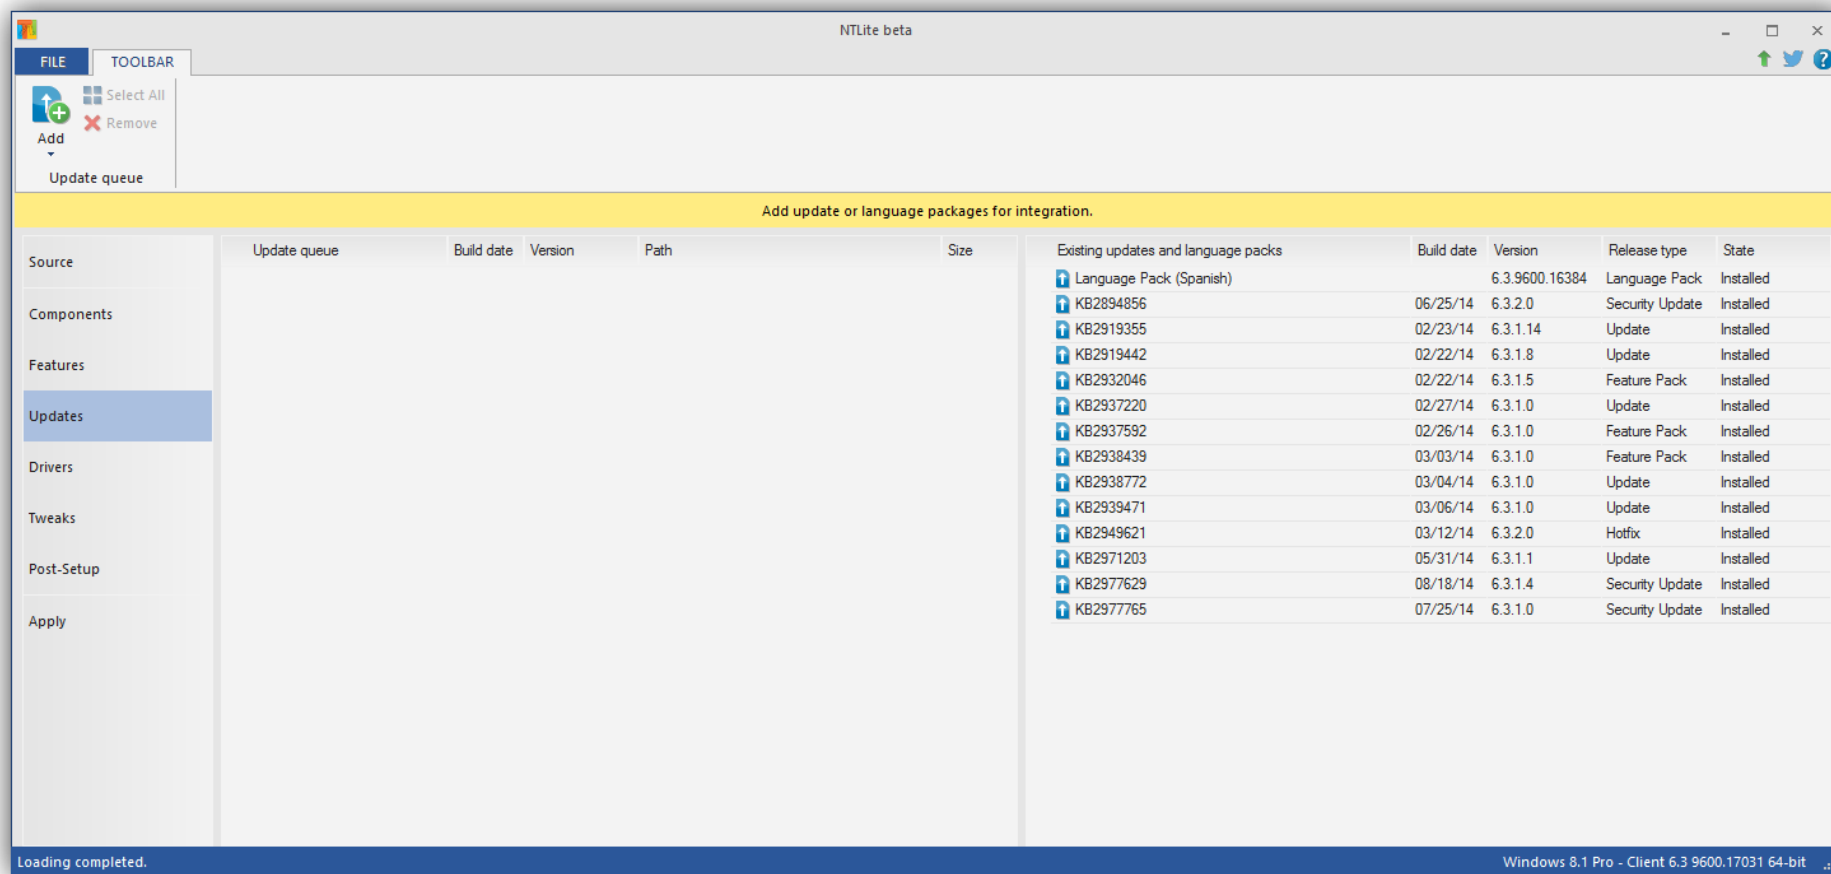 NTLite beta
FILE TOOLBAR
Select All
Remove
Add
Update queue
Add update or language packages for integration.
Source
Components
Features
Updates
Drivers
Tweaks
Post-Setup
Apply
Update queue Build date Version Path Size
Existing updates and language packs Build date Version Release type State
Language Pack (Spanish) 6.3.9600.16384 Language Pack Installed
KB2894856 06/25/14 6.3.2.0 Security Update Installed
KB2919355 02/23/14 6.3.1.14 Update Installed
KB2919442 02/22/14 6.3.1.8 Update Installed
KB2932046 02/22/14 6.3.1.5 Feature Pack Installed
KB2937220 02/27/14 6.3.1.0 Update Installed
KB2937592 02/26/14 6.3.1.0 Feature Pack Installed
KB2938439 03/03/14 6.3.1.0 Feature Pack Installed
KB2938772 03/04/14 6.3.1.0 Update Installed
KB2939471 03/06/14 6.3.1.0 Update Installed
KB2949621 03/12/14 6.3.2.0 Hotfix Installed
KB2971203 05/31/14 6.3.1.1 Update Installed
KB2977629 08/18/14 6.3.1.4 Security Update Installed
KB2977765 07/25/14 6.3.1.0 Security Update Installed
Loading completed.
Windows 8.1 Pro - Client 6.3 9600.17031 64-bit